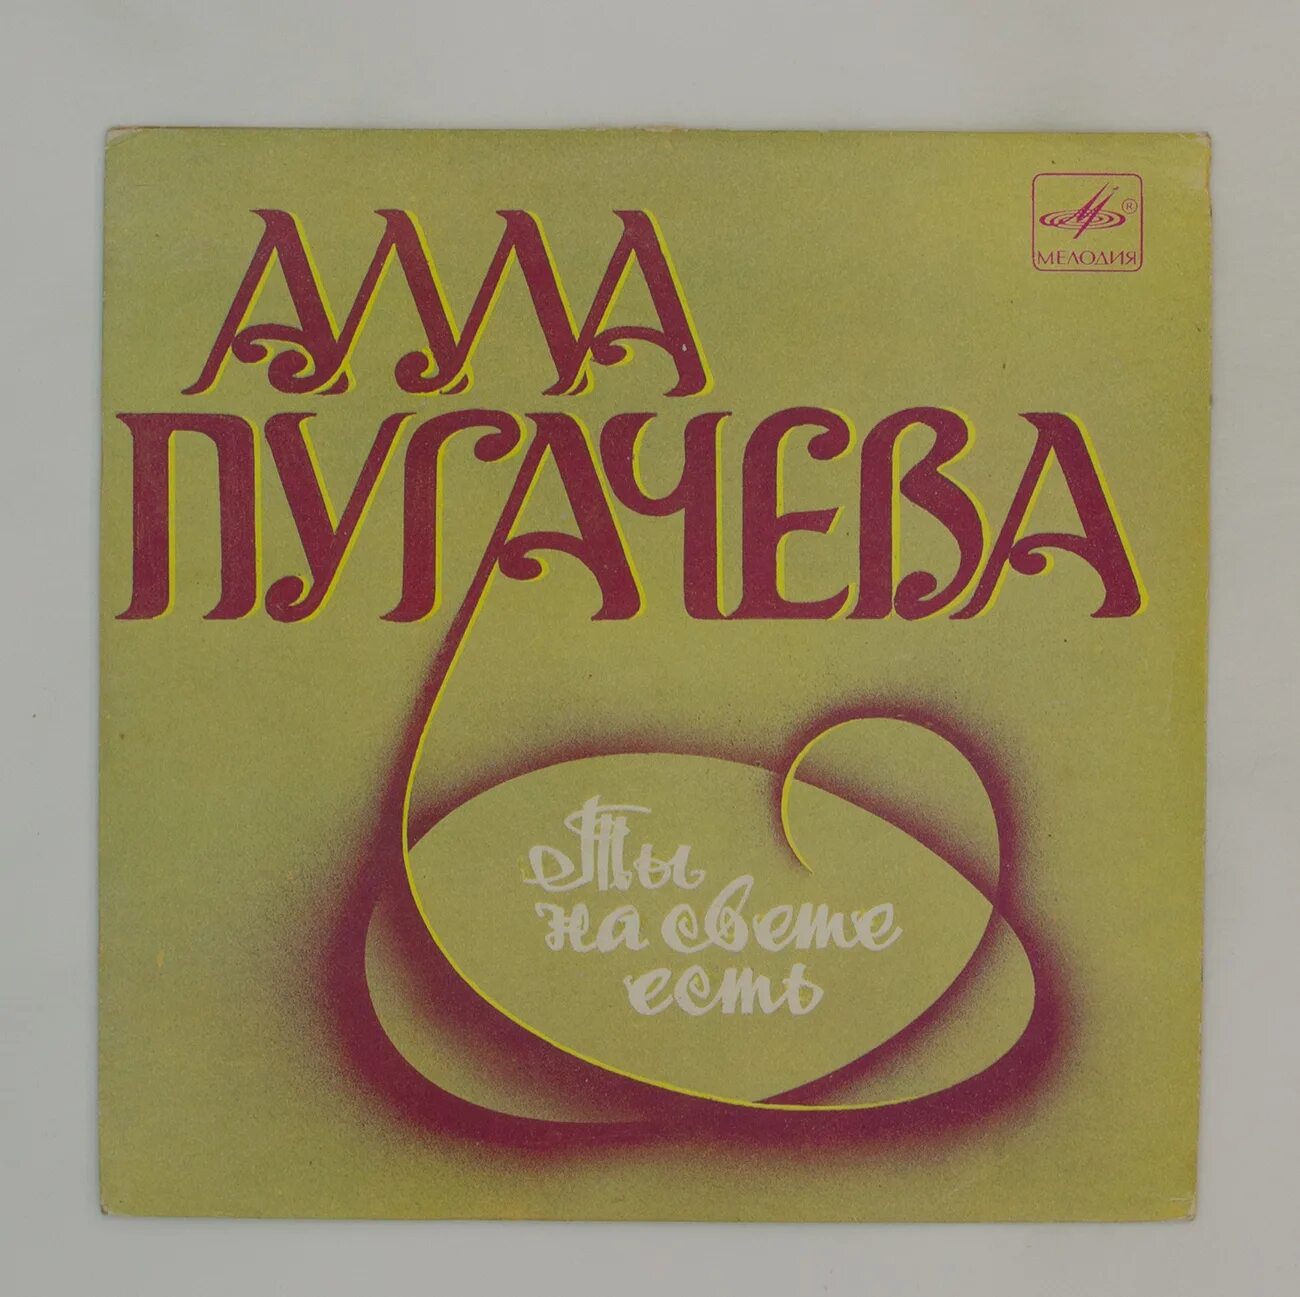 АЛЛА
ПУГАЧЕВА
МЕЛОДИЯ ®
Ты
на свете
есть